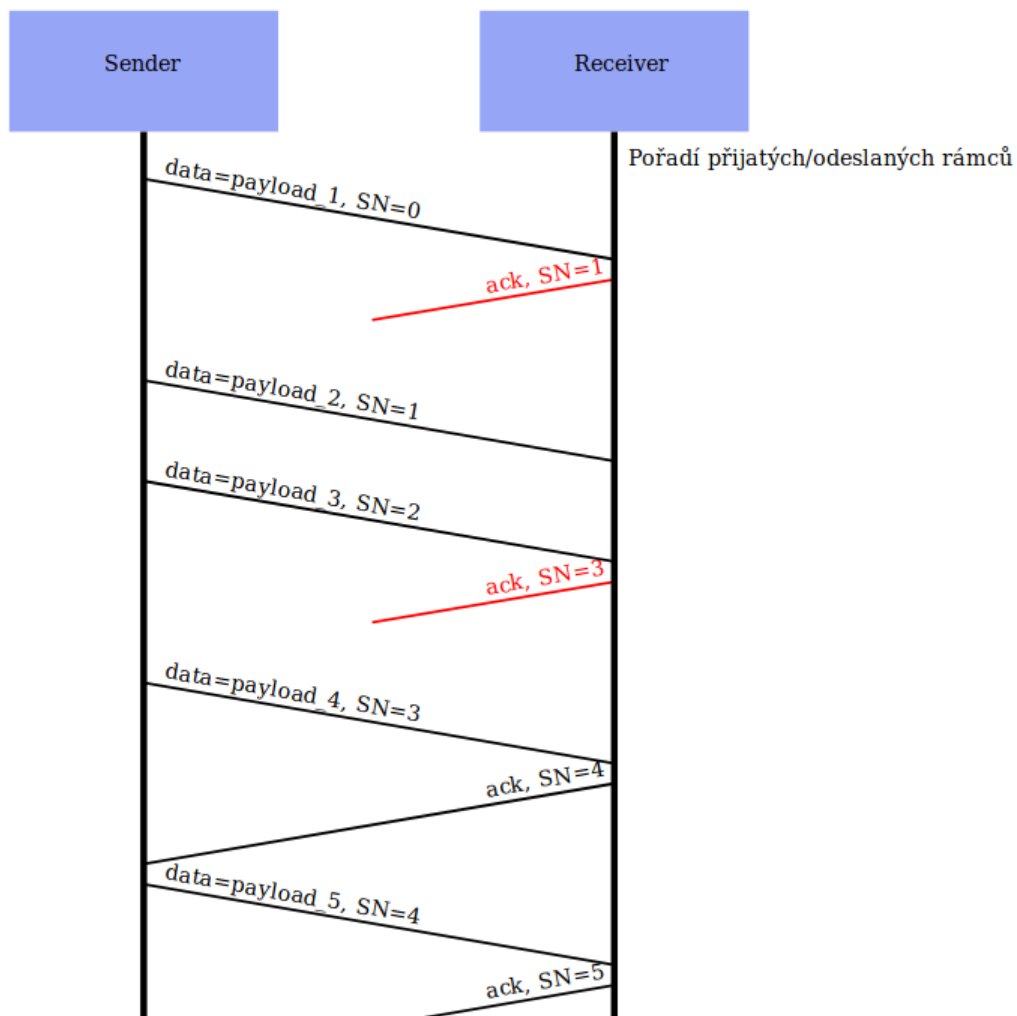 Sender
Receiver
Pořadí přijatých/odeslaných rámců
data=payload_1, SN=0
ack, SN=1
data=payload_2, SN=1
data=payload_3, SN=2
ack, SN=3
data=payload_4, SN=3
ack, SN=4
data=payload_5, SN=4
ack, SN=5